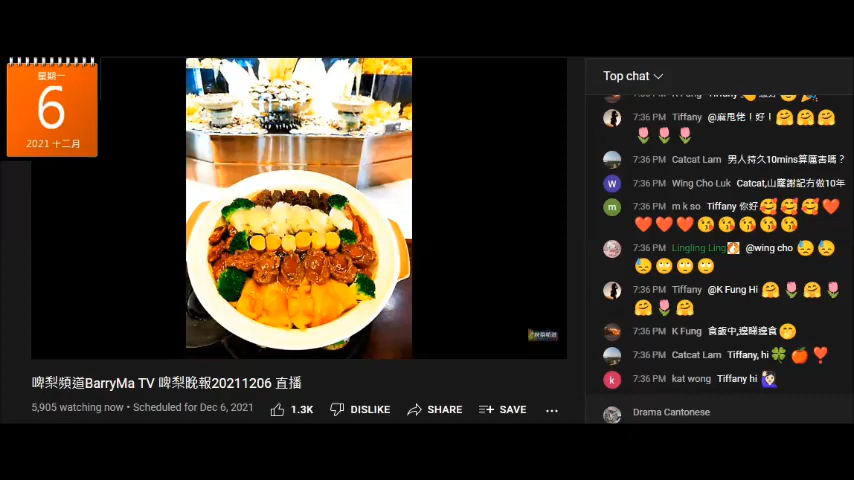 星期一
6
2021 十二月
啤梨頻道BarryMa TV 啤梨晚報20211206 直播
5,905 watching now • Scheduled for Dec 6, 2021
1.3K
DISLIKE
SHARE
SAVE
Top chat
7:36 PM Tiffany @麻甩佬！好！🤗🤗🤗
🌷🌷🌷
7:36 PM Catcat Lam 男人持久10mins算厲害嗎？
7:36 PM Wing Cho Luk Catcat,山寨謝記冇做10年
7:36 PM m k so Tiffany 你好🥰🥰🥰❤️
❤️❤️❤️😘😘😘😘😘
7:36 PM Lingling Ling @wing cho 😓😓
😓🙄🙄🙄
7:36 PM Tiffany @K Fung Hi 🤗🌷🤗🌷
🤗🌷🤗
7:36 PM K Fung 食飯中,邊睇邊食🤭
7:36 PM Catcat Lam Tiffany, hi 🍀🍊❣️
7:36 PM kat wong Tiffany hi 🙋🏻‍♀️
Drama Cantonese